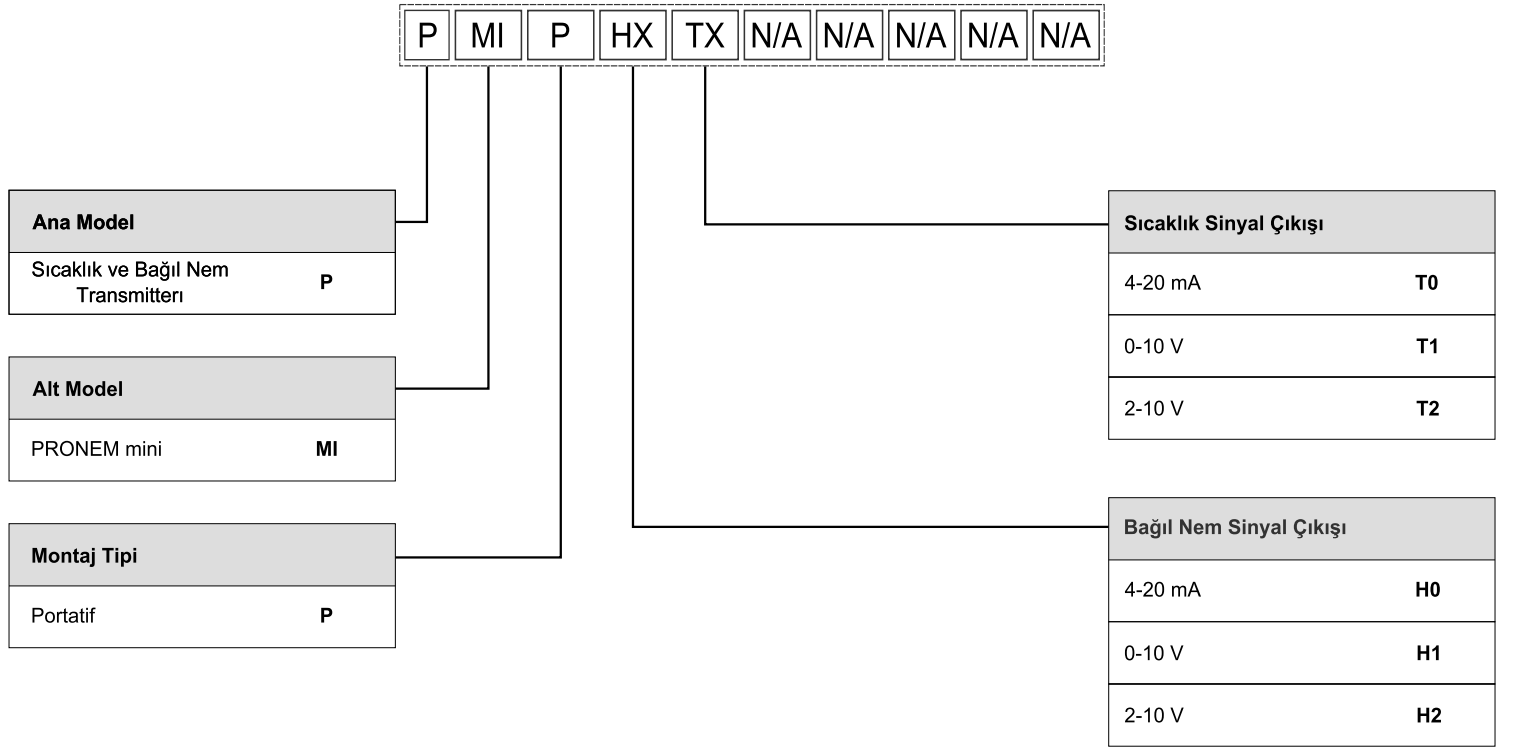 P MI P HX TX N/A N/A N/A N/A N/A
Ana Model
Sıcaklık ve Bağıl Nem
Transmitterı
P
Alt Model
PRONEM mini MI
Montaj Tipi
Portatif P
Sıcaklık Sinyal Çıkışı
4-20 mA T0
0-10 V T1
2-10 V T2
Bağıl Nem Sinyal Çıkışı
4-20 mA H0
0-10 V H1
2-10 V H2